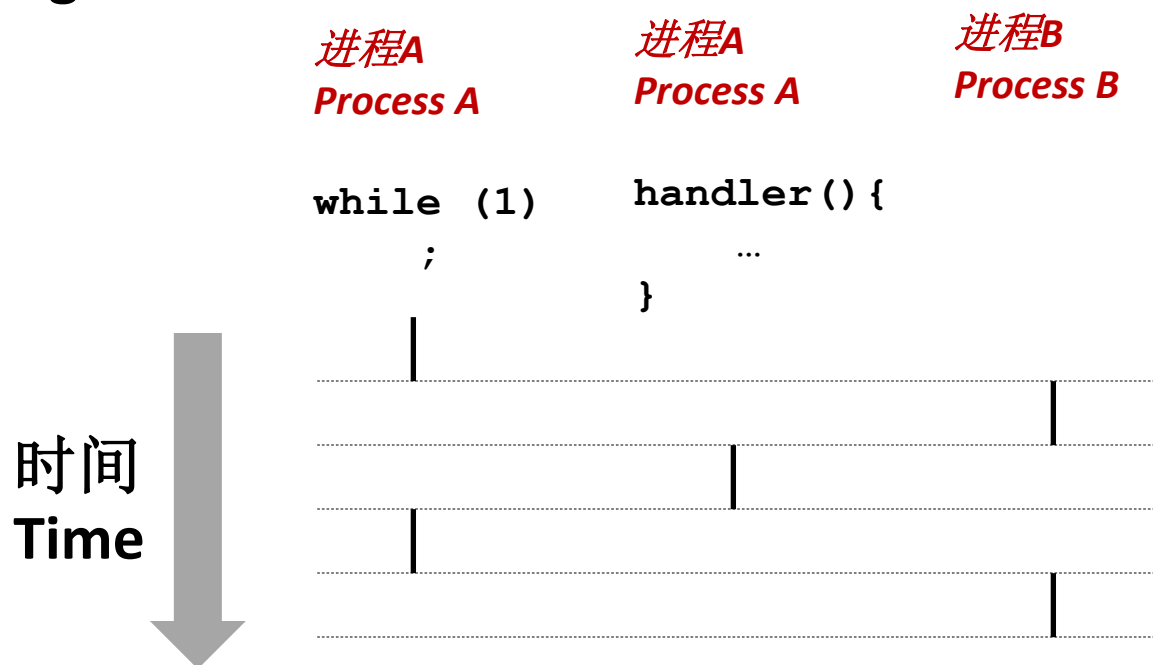 进程A
Process A
进程A
Process A
进程B
Process B
while (1)
;
handler(){
…
}
时间
Time